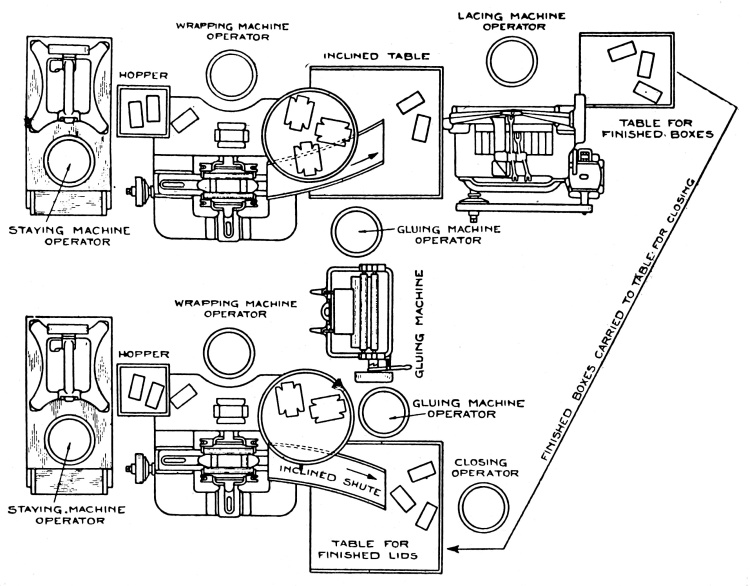 WRAPPING MACHINE
OPERATOR
LACING MACHINE
OPERATOR
INCLINED TABLE
HOPPER
TABLE FOR
FINISHED. BOXES
STAYING MACHINE
OPERATOR
GLUING MACHINE
OPERATOR
GLUING MACHINE
FINISHED BOXES CARRIED TO TABLE FOR CLOSING
WRAPPING MACHINE
OPERATOR
HOPPER
GLUING MACHINE
OPERATOR
CLOSING
OPERATOR
INCLINED SHUTE
STAYING.MACHINE
OPERATOR
TABLE FOR
FINISHED LIDS